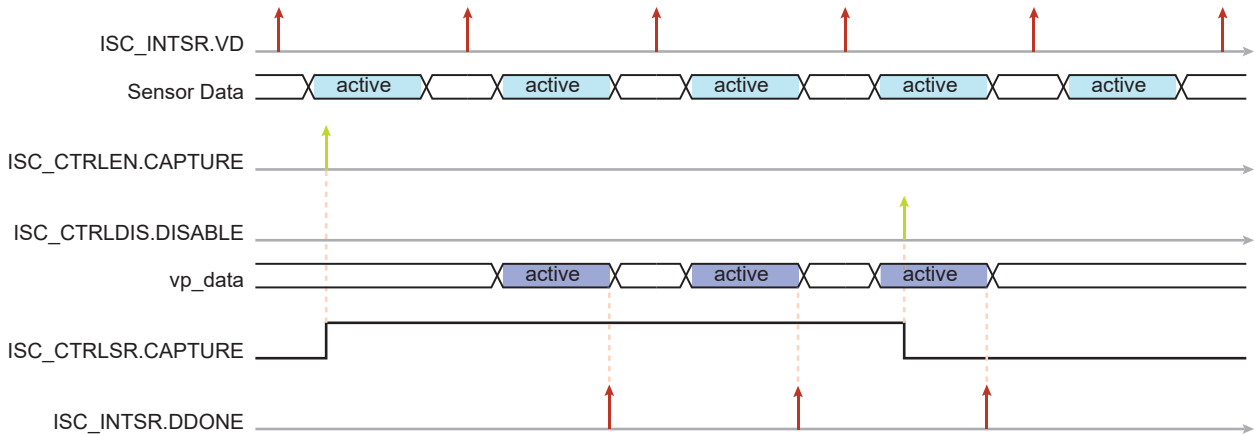 ISC_INTSR.VD
Sensor Data
active active active active active
ISC_CTRLEN.CAPTURE
ISC_CTRLDIS.DISABLE
vp_data
active active active
ISC_CTRLSR.CAPTURE
ISC_INTSR.DDONE